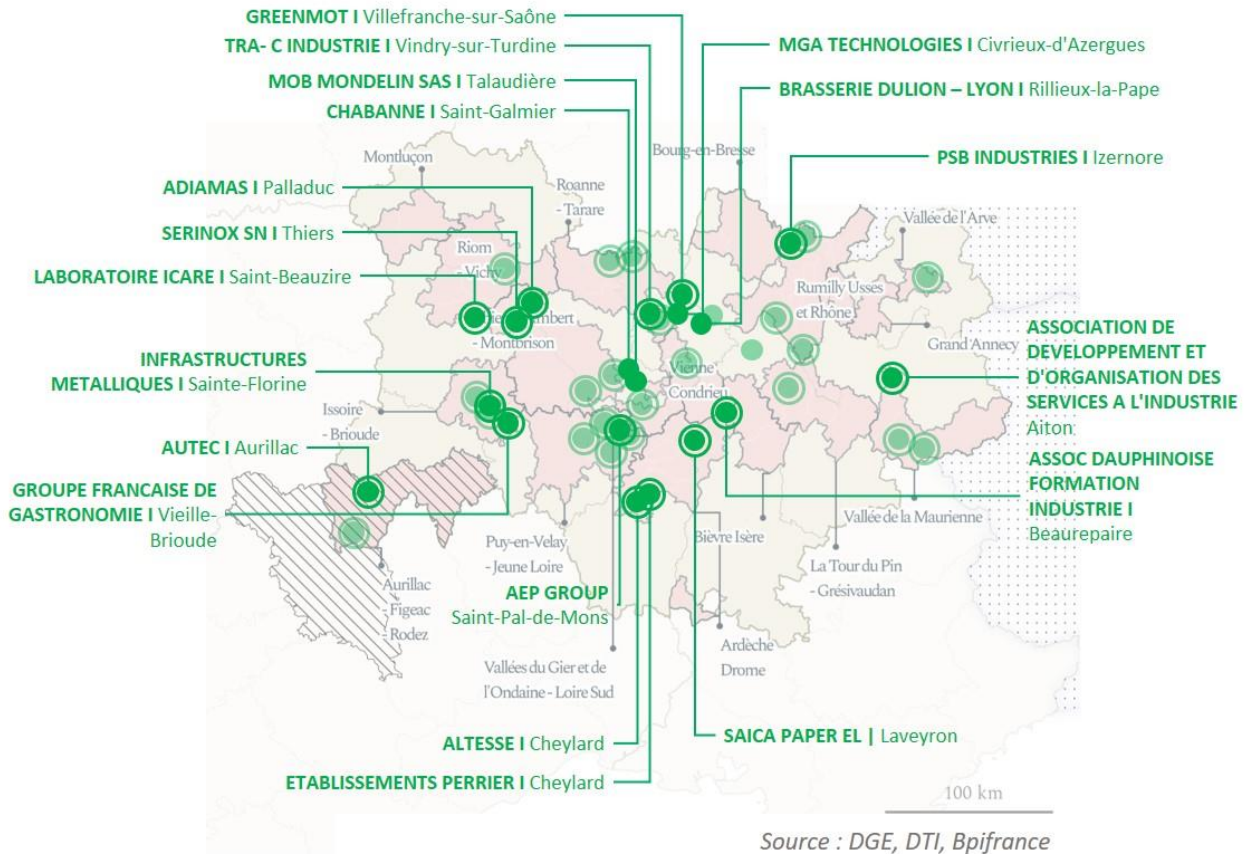 GREENMOT I Villefranche-sur-Saône
TRA- C INDUSTRIE I Vindry-sur-Turdine
MOB MONDELIN SAS I Talaudière
CHABANNE I Saint-Galmier
MGA TECHNOLOGIES I Civrieux-d'Azergues
BRASSERIE DULION – LYON I Rillieux-la-Pape
PSB INDUSTRIES I Izernore
Montluçon
Bourg-en-Bresse
ADIAMAS I Palladuc
Roanne
- Tarare
Vallée de l'Arve
SERINOX SN I Thiers
Riom
- Vichy
LABORATOIRE ICARE I Saint-Beauzire
Rumilly Usses
et Rhône
- Montbrison
Grand Annecy
ASSOCIATION DE
DEVELOPPEMENT ET
D'ORGANISATION DES
SERVICES A L'INDUSTRIE
Aiton
INFRASTRUCTURES
METALLIQUES I Sainte-Florine
Vienne
Condrieu
Issoire
- Brioude
AUTEC I Aurillac
ASSOC DAUPHINOISE
FORMATION
INDUSTRIE I
Beaurepaire
GROUPE FRANCAISE DE
GASTRONOMIE I Vieille-
Brioude
Vallée de la Maurienne
Puy-en-Velay
- Jeune Loire
Bièvre Isère
La Tour du Pin
- Grésivaudan
Aurillac
- Figeac
- Rodez
AEP GROUP
Saint-Pal-de-Mons
Ardèche
Drome
Vallées du Gier et de
l'Ondaine - Loire Sud
ALTESSE I Cheylard
SAICA PAPER EL | Laveyron
ETABLISSEMENTS PERRIER I Cheylard
100 km
Source : DGE, DTI, Bpifrance